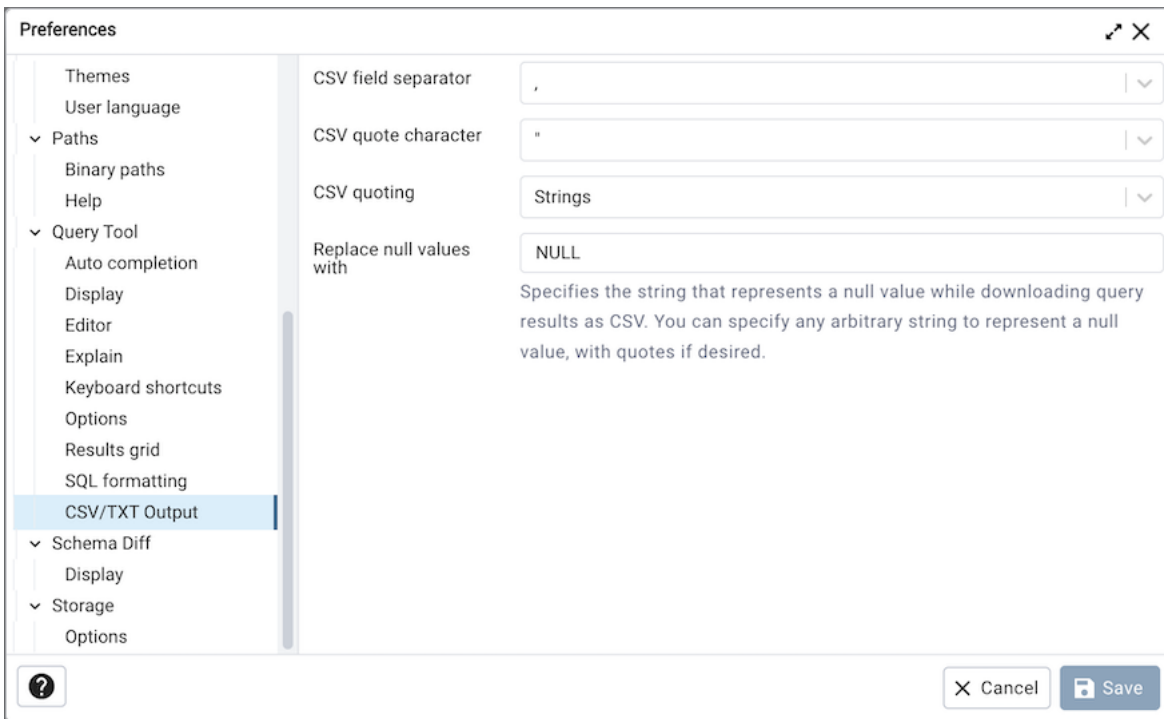 Preferences
Themes
User language
Paths
Binary paths
Help
Query Tool
Auto completion
Display
Editor
Explain
Keyboard shortcuts
Options
Results grid
SQL formatting
CSV/TXT Output
Schema Diff
Display
Storage
Options
CSV field separator
,
CSV quote character
"
CSV quoting
Strings
Replace null values
with
NULL
Specifies the string that represents a null value while downloading query
results as CSV. You can specify any arbitrary string to represent a null
value, with quotes if desired.
?
Cancel
Save